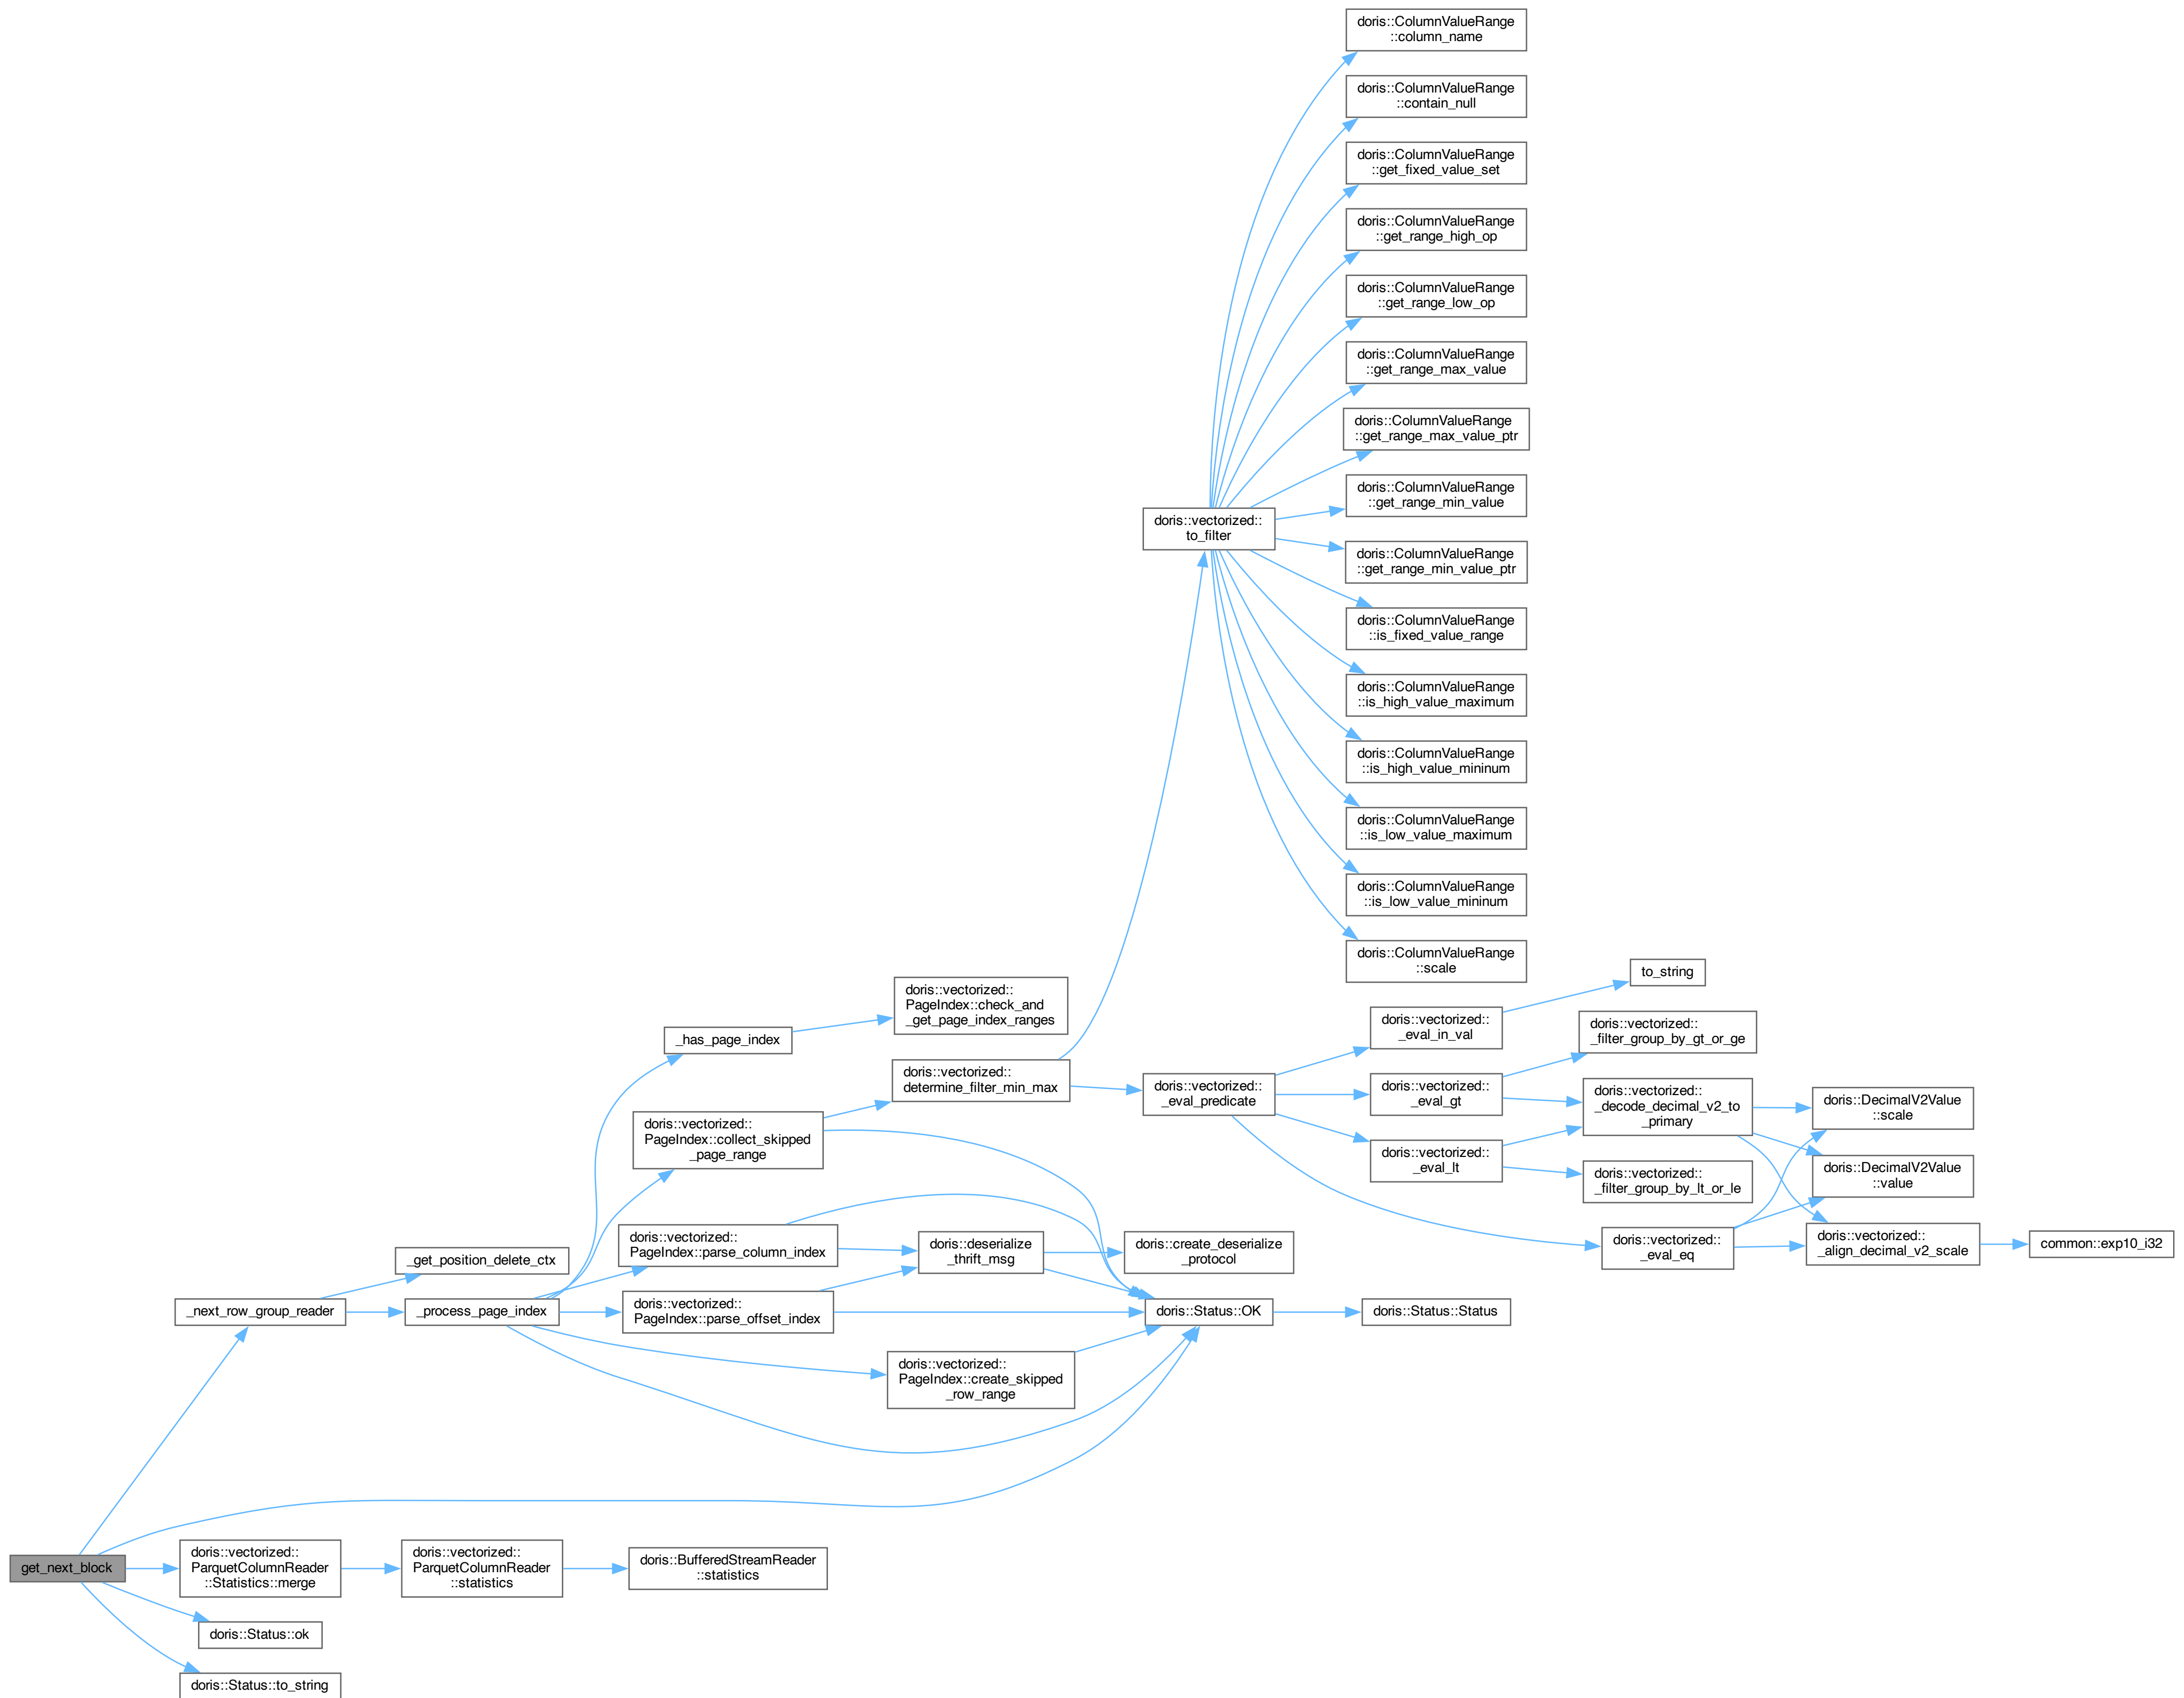 doris::ColumnValueRange
::column_name
doris::ColumnValueRange
::contain_null
doris::ColumnValueRange
::get_fixed_value_set
doris::ColumnValueRange
::get_range_high_op
doris::ColumnValueRange
::get_range_low_op
doris::ColumnValueRange
::get_range_max_value
doris::ColumnValueRange
::get_range_max_value_ptr
doris::ColumnValueRange
::get_range_min_value
doris::vectorized::
to_filter
doris::ColumnValueRange
::get_range_min_value_ptr
doris::ColumnValueRange
::is_fixed_value_range
doris::ColumnValueRange
::is_high_value_maximum
doris::ColumnValueRange
::is_high_value_mininum
doris::ColumnValueRange
::is_low_value_maximum
doris::ColumnValueRange
::is_low_value_mininum
doris::ColumnValueRange
::scale
to_string
doris::vectorized::
PageIndex::check_and
_get_page_index_ranges
_has_page_index
doris::vectorized::
_eval_in_val
doris::vectorized::
_filter_group_by_gt_or_ge
doris::vectorized::
determine_filter_min_max
doris::vectorized::
_eval_predicate
doris::vectorized::
_eval_gt
doris::vectorized::
_decode_decimal_v2_to
_primary
doris::DecimalV2Value
::scale
doris::vectorized::
PageIndex::collect_skipped
_page_range
doris::vectorized::
_eval_lt
doris::vectorized::
_filter_group_by_lt_or_le
doris::DecimalV2Value
::value
doris::vectorized::
PageIndex::parse_column_index
doris::deserialize
_thrift_msg
doris::create_deserialize
_protocol
doris::vectorized::
_eval_eq
doris::vectorized::
_align_decimal_v2_scale
common::exp10_i32
_get_position_delete_ctx
_next_row_group_reader
_process_page_index
doris::vectorized::
PageIndex::parse_offset_index
doris::Status::OK
doris::Status::Status
doris::vectorized::
PageIndex::create_skipped
_row_range
get_next_block
doris::vectorized::
ParquetColumnReader
::Statistics::merge
doris::vectorized::
ParquetColumnReader
::statistics
doris::BufferedStreamReader
::statistics
doris::Status::ok
doris::Status::to_string